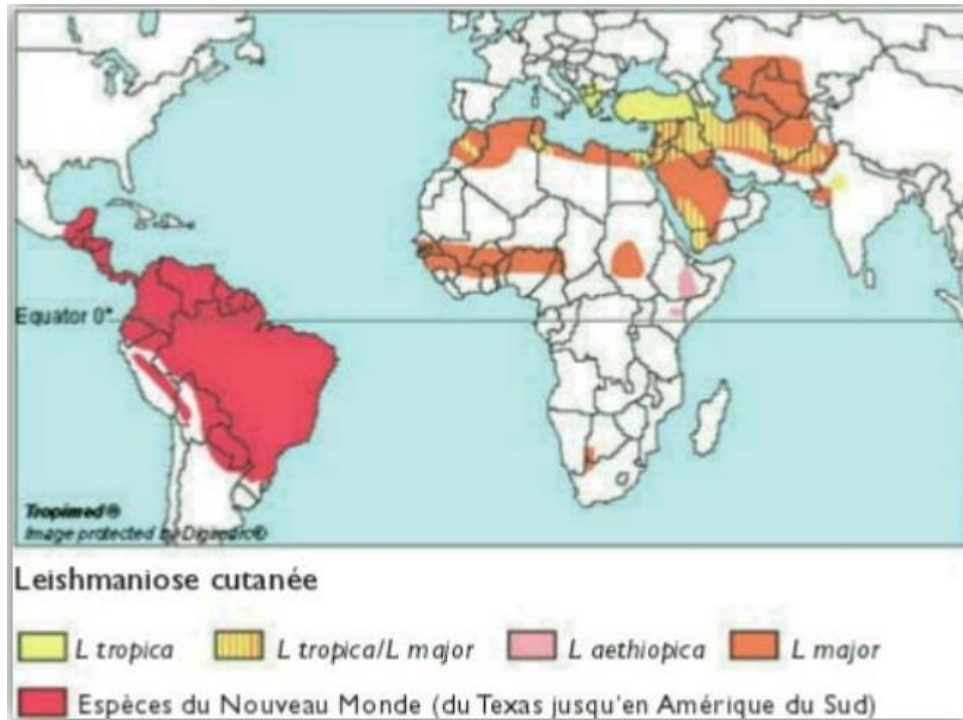 Equator 0°
Tropimed®
Image protected by Digimarc©
Leishmaniose cutanée
L tropica
L tropica/L major
L aethiopica
L major
Espèces du Nouveau Monde (du Texas jusqu'en Amérique du Sud)